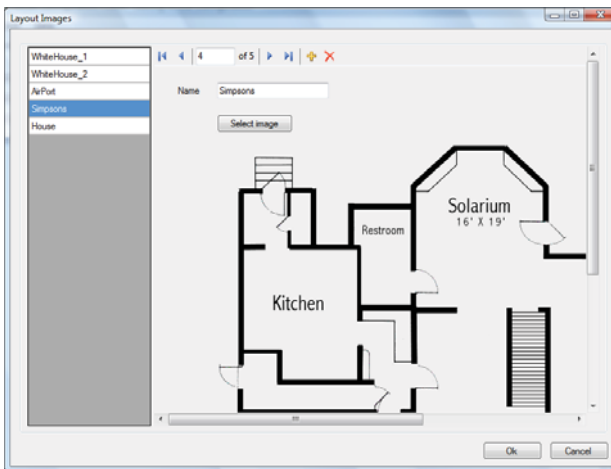 Layout Images
WhiteHouse_1
WhiteHouse_2
AirPort
Simpsons
House
4 of 5
Name Simpsons
Select image
Solarium
16' X 19'
Restroom
Kitchen
Ok Cancel